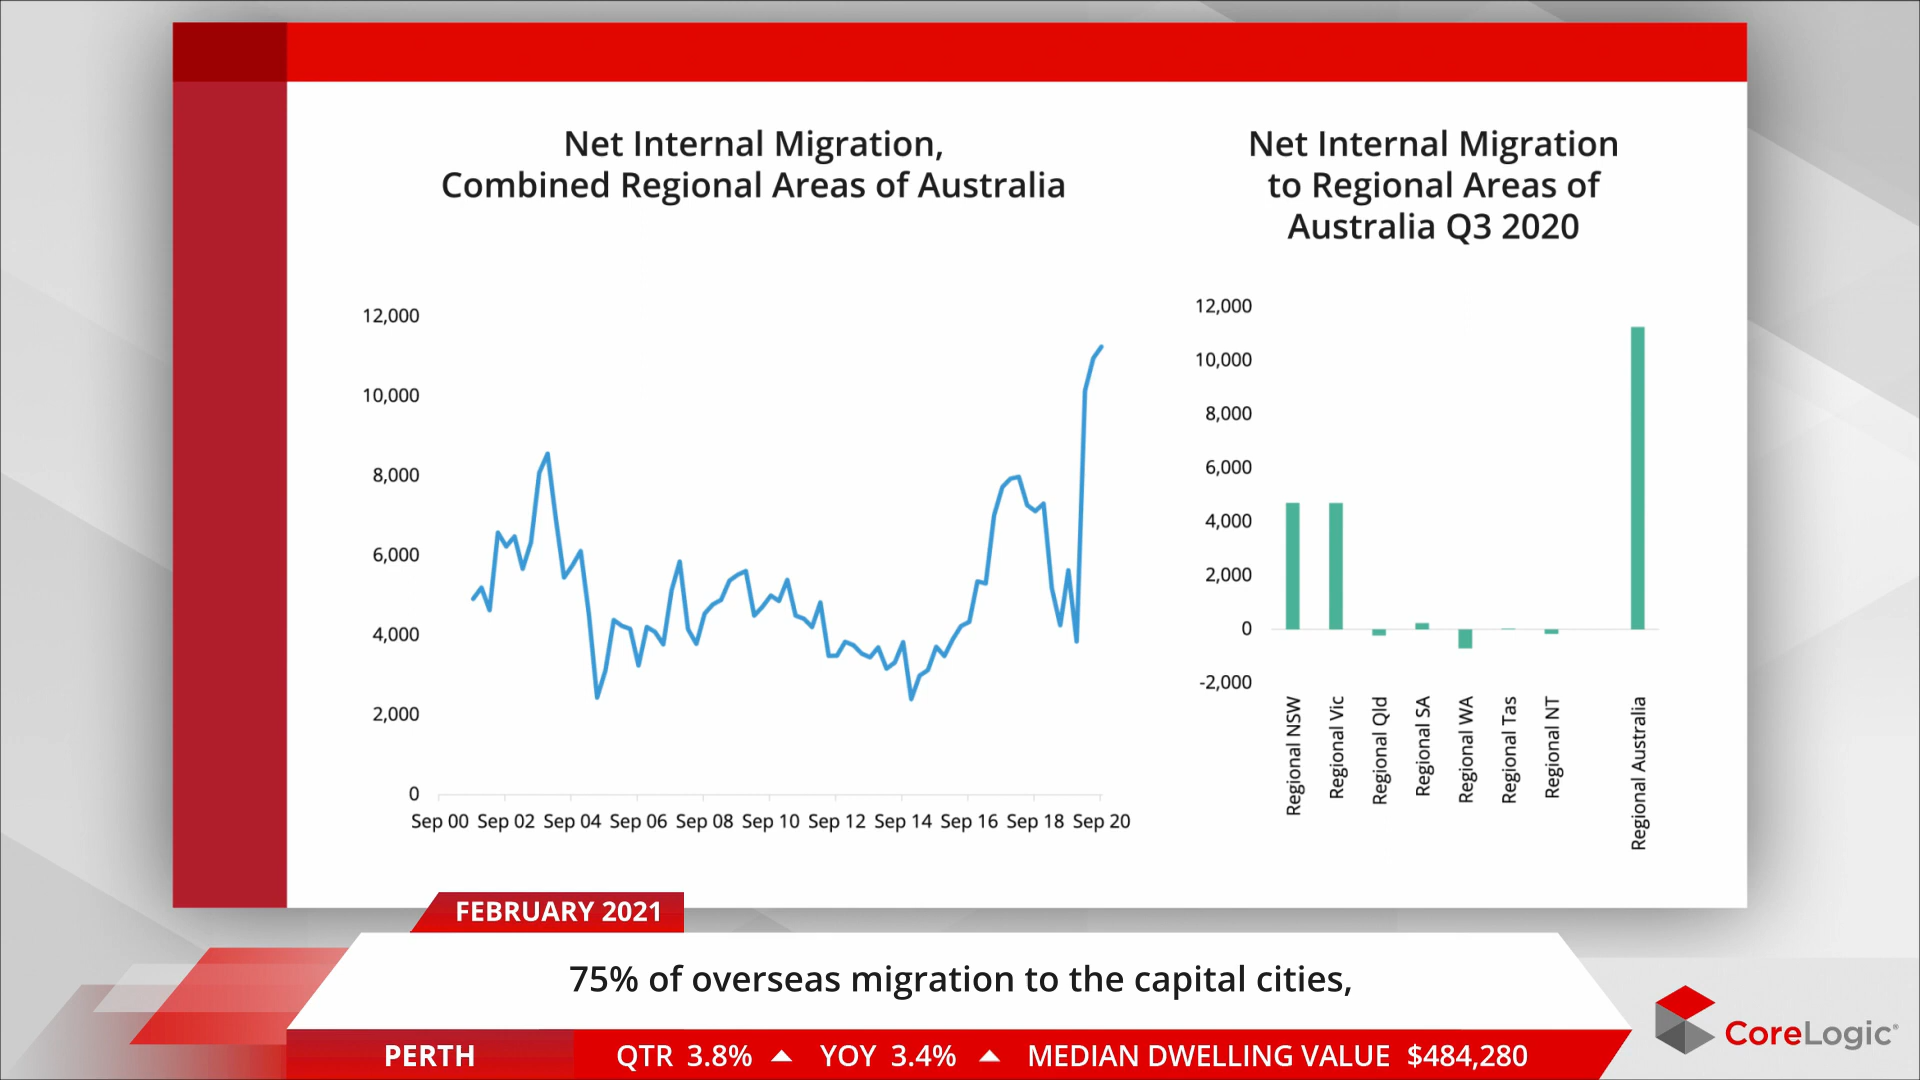 Net Internal Migration,
Combined Regional Areas of Australia
12,000
10,000
8,000
6,000
4,000
2,000
0
Sep 00 Sep 02 Sep 04 Sep 06 Sep 08 Sep 10 Sep 12 Sep 14 Sep 16 Sep 18 Sep 20
Net Internal Migration
to Regional Areas of
Australia Q3 2020
12,000
10,000
8,000
6,000
4,000
2,000
0
-2,000
Regional NSW
Regional Vic
Regional Qld
Regional SA
Regional WA
Regional Tas
Regional NT
Regional Australia
FEBRUARY 2021
75% of overseas migration to the capital cities,
PERTH QTR 3.8% YOY 3.4% MEDIAN DWELLING VALUE $484,280
CoreLogic®